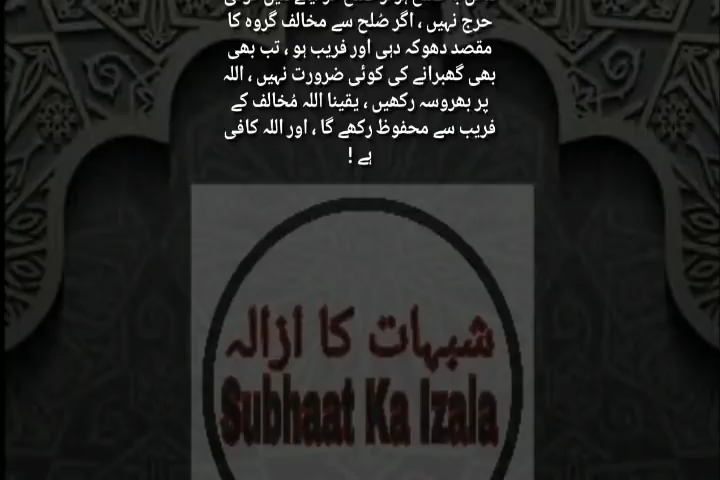 حرج نہیں ، اگر صُلح سے مخالف گروہ کا
مقصد دھوکہ دہی اور فریب ہو ، تب بھی
بھی گھبرانے کی کوئی ضرورت نہیں ، اللہ
پر بھروسہ رکھیں ، یقینا اللہ مُخالف کے
فریب سے محفوظ رکھے گا ، اور اللہ کافی
ہے !
شبہات کا ازالہ
Subhaat Ka Izala